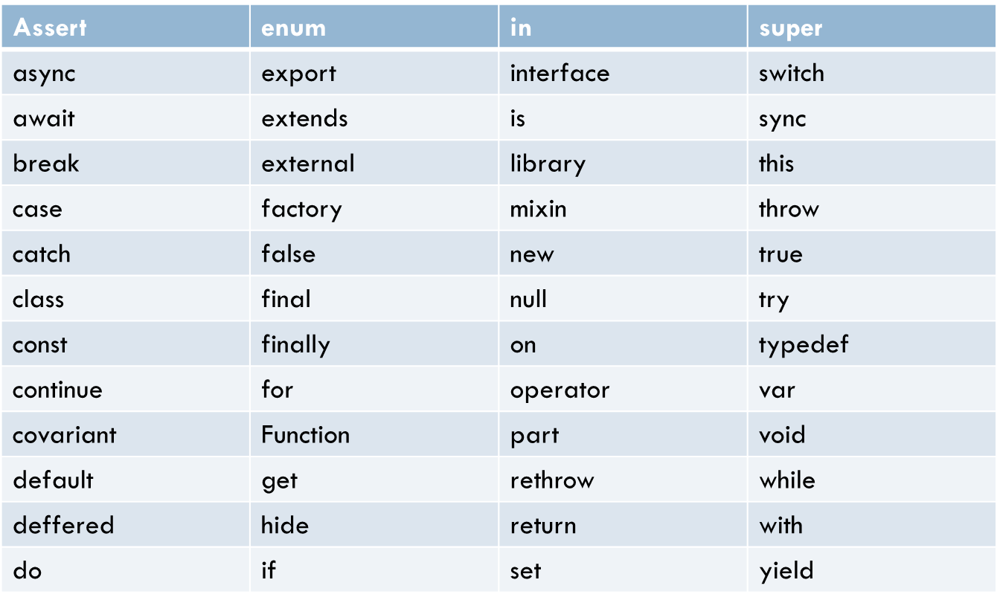 Assert enum in super
async export interface switch
await extends is sync
break external library this
case factory mixin throw
catch false new true
class final null try
const finally on typedef
continue for operator var
covariant Function part void
default get rethrow while
deffered hide return with
do if set yield